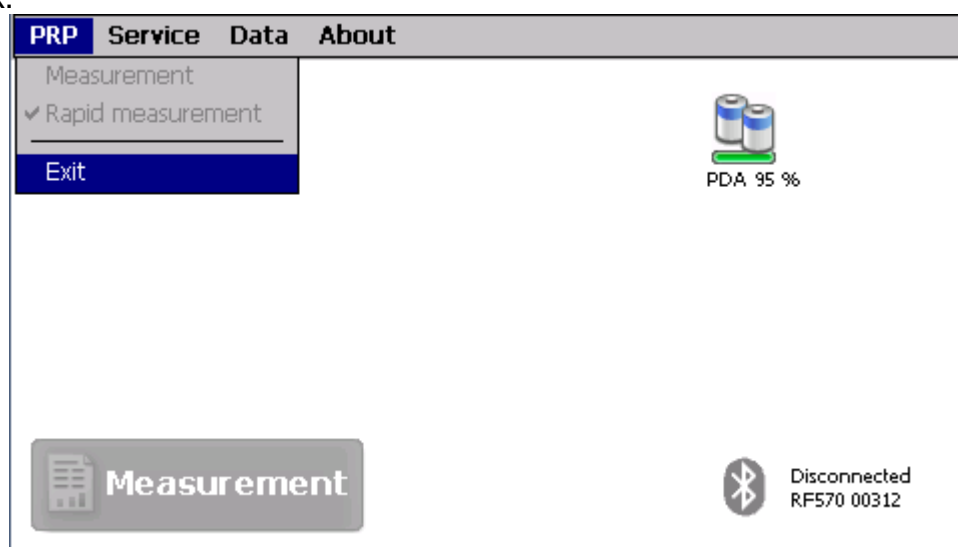 PRP Service Data About
Measurement
Rapid measurement
Exit
PDA 95 %
Measurement
Disconnected
RF570 00312